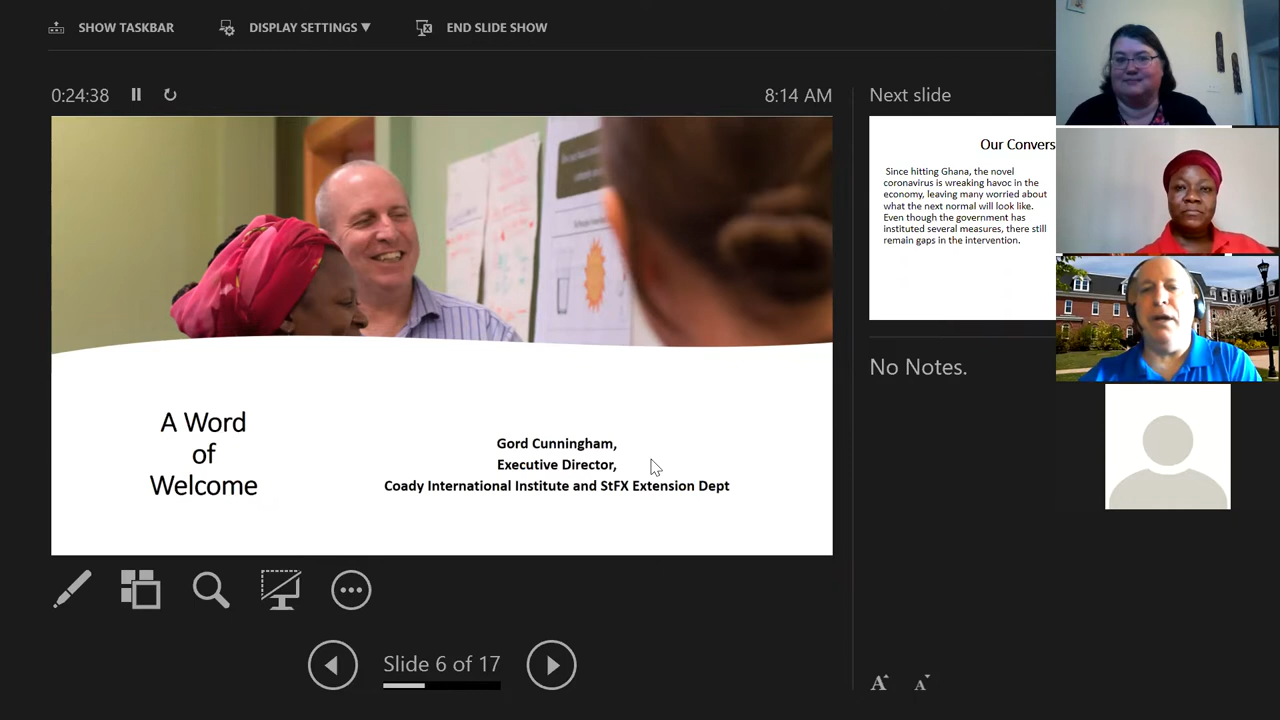 SHOW TASKBAR
DISPLAY SETTINGS ▼
END SLIDE SHOW
0:24:38
8:14 AM
A Word
of
Welcome
Gord Cunningham,
Executive Director,
Coady International Institute and StFX Extension Dept
Slide 6 of 17
Next slide
Our Convers
Since hitting Ghana, the novel
coronavirus is wreaking havoc in the
economy, leaving many worried about
what the next normal will look like.
Even though the government has
instituted several measures, there still
remain gaps in the intervention.
No Notes.
A A